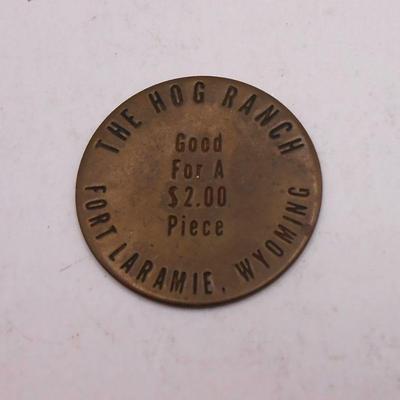 THE HOG RANCH
Good
For A
$2.00
Piece
FORT LARAMIE, WYOMING